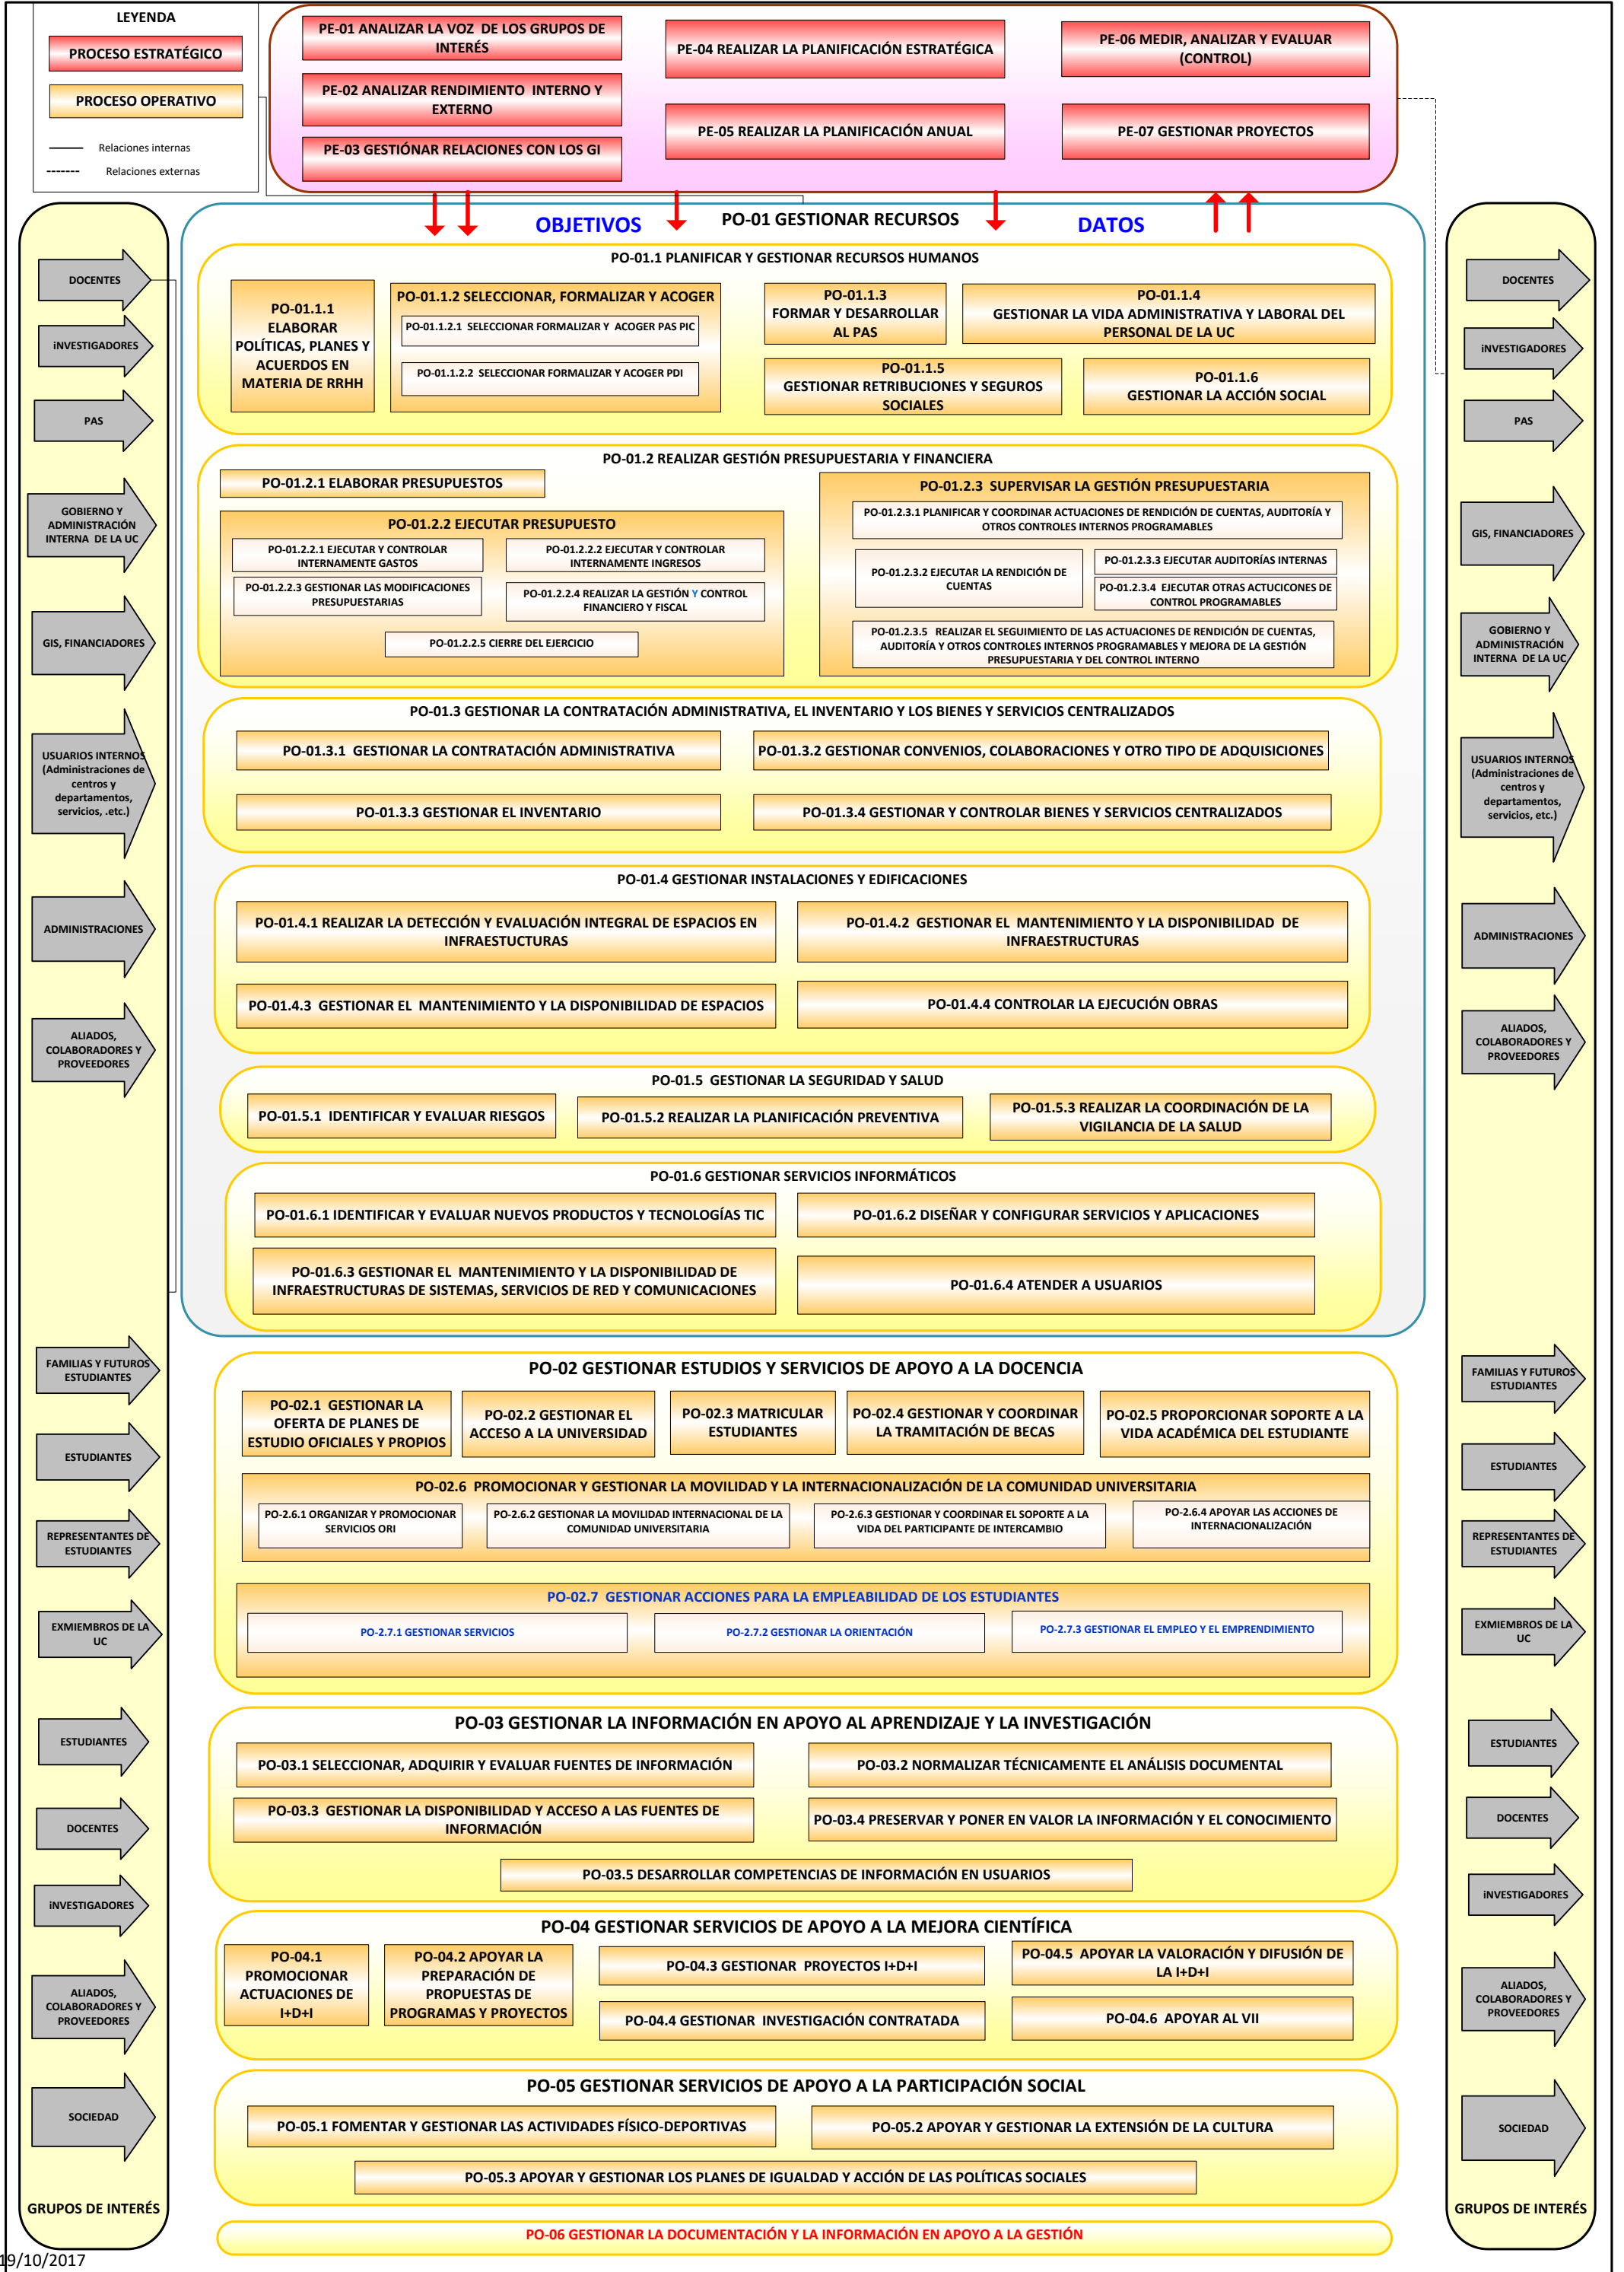 LEYENDA
PROCESO ESTRATÉGICO
PROCESO OPERATIVO
Relaciones internas
Relaciones externas
PE-01 ANALIZAR LA VOZ DE LOS GRUPOS DE
INTERÉS
PE-02 ANALIZAR RENDIMIENTO INTERNO Y
EXTERNO
PE-03 GESTIÓNAR RELACIONES CON LOS GI
PE-04 REALIZAR LA PLANIFICACIÓN ESTRATÉGICA
PE-05 REALIZAR LA PLANIFICACIÓN ANUAL
PE-06 MEDIR, ANALIZAR Y EVALUAR
(CONTROL)
PE-07 GESTIONAR PROYECTOS
DOCENTES
iNVESTIGADORES
PAS
GOBIERNO Y
ADMINISTRACIÓN
INTERNA DE LA UC
GIS, FINANCIADORES
USUARIOS INTERNOS
(Administraciones de
centros y
departamentos,
servicios, .etc.)
ADMINISTRACIONES
ALIADOS,
COLABORADORES Y
PROVEEDORES
FAMILIAS Y FUTUROS
ESTUDIANTES
ESTUDIANTES
REPRESENTANTES DE
ESTUDIANTES
EXMIEMBROS DE LA
UC
ESTUDIANTES
DOCENTES
iNVESTIGADORES
ALIADOS,
COLABORADORES Y
PROVEEDORES
SOCIEDAD
GRUPOS DE INTERÉS
OBJETIVOS
PO-01 GESTIONAR RECURSOS
DATOS
PO-01.1 PLANIFICAR Y GESTIONAR RECURSOS HUMANOS
PO-01.1.1
ELABORAR
POLÍTICAS, PLANES Y
ACUERDOS EN
MATERIA DE RRHH
PO-01.1.2 SELECCIONAR, FORMALIZAR Y ACOGER
PO-01.1.2.1 SELECCIONAR FORMALIZAR Y ACOGER PAS PIC
PO-01.1.2.2 SELECCIONAR FORMALIZAR Y ACOGER PDI
PO-01.1.3
FORMAR Y DESARROLLAR
AL PAS
PO-01.1.4
GESTIONAR LA VIDA ADMINISTRATIVA Y LABORAL DEL
PERSONAL DE LA UC
PO-01.1.5
GESTIONAR RETRIBUCIONES Y SEGUROS
SOCIALES
PO-01.1.6
GESTIONAR LA ACCIÓN SOCIAL
PO-01.2 REALIZAR GESTIÓN PRESUPUESTARIA Y FINANCIERA
PO-01.2.1 ELABORAR PRESUPUESTOS
PO-01.2.2 EJECUTAR PRESUPUESTO
PO-01.2.2.1 EJECUTAR Y CONTROLAR
INTERNAMENTE GASTOS
PO-01.2.2.2 EJECUTAR Y CONTROLAR
INTERNAMENTE INGRESOS
PO-01.2.2.3 GESTIONAR LAS MODIFICACIONES
PRESUPUESTARIAS
PO-01.2.2.4 REALIZAR LA GESTIÓN Y CONTROL
FINANCIERO Y FISCAL
PO-01.2.2.5 CIERRE DEL EJERCICIO
PO-01.2.3 SUPERVISAR LA GESTIÓN PRESUPUESTARIA
PO-01.2.3.1 PLANIFICAR Y COORDINAR ACTUACIONES DE RENDICIÓN DE CUENTAS, AUDITORÍA Y
OTROS CONTROLES INTERNOS PROGRAMABLES
PO-01.2.3.2 EJECUTAR LA RENDICIÓN DE
CUENTAS
PO-01.2.3.3 EJECUTAR AUDITORÍAS INTERNAS
PO-01.2.3.4 EJECUTAR OTRAS ACTUCICONES DE
CONTROL PROGRAMABLES
PO-01.2.3.5 REALIZAR EL SEGUIMIENTO DE LAS ACTUACIONES DE RENDICIÓN DE CUENTAS,
AUDITORÍA Y OTROS CONTROLES INTERNOS PROGRAMABLES Y MEJORA DE LA GESTIÓN
PRESUPUESTARIA Y DEL CONTROL INTERNO
PO-01.3 GESTIONAR LA CONTRATACIÓN ADMINISTRATIVA, EL INVENTARIO Y LOS BIENES Y SERVICIOS CENTRALIZADOS
PO-01.3.1 GESTIONAR LA CONTRATACIÓN ADMINISTRATIVA
PO-01.3.2 GESTIONAR CONVENIOS, COLABORACIONES Y OTRO TIPO DE ADQUISICIONES
PO-01.3.3 GESTIONAR EL INVENTARIO
PO-01.3.4 GESTIONAR Y CONTROLAR BIENES Y SERVICIOS CENTRALIZADOS
PO-01.4 GESTIONAR INSTALACIONES Y EDIFICACIONES
PO-01.4.1 REALIZAR LA DETECCIÓN Y EVALUACIÓN INTEGRAL DE ESPACIOS EN
INFRAESTUCTURAS
PO-01.4.2 GESTIONAR EL MANTENIMIENTO Y LA DISPONIBILIDAD DE
INFRAESTRUCTURAS
PO-01.4.3 GESTIONAR EL MANTENIMIENTO Y LA DISPONIBILIDAD DE ESPACIOS
PO-01.4.4 CONTROLAR LA EJECUCIÓN OBRAS
PO-01.5 GESTIONAR LA SEGURIDAD Y SALUD
PO-01.5.1 IDENTIFICAR Y EVALUAR RIESGOS
PO-01.5.2 REALIZAR LA PLANIFICACIÓN PREVENTIVA
PO-01.5.3 REALIZAR LA COORDINACIÓN DE LA
VIGILANCIA DE LA SALUD
PO-01.6 GESTIONAR SERVICIOS INFORMÁTICOS
PO-01.6.1 IDENTIFICAR Y EVALUAR NUEVOS PRODUCTOS Y TECNOLOGÍAS TIC
PO-01.6.2 DISEÑAR Y CONFIGURAR SERVICIOS Y APLICACIONES
PO-01.6.3 GESTIONAR EL MANTENIMIENTO Y LA DISPONIBILIDAD DE
INFRAESTRUCTURAS DE SISTEMAS, SERVICIOS DE RED Y COMUNICACIONES
PO-01.6.4 ATENDER A USUARIOS
PO-02 GESTIONAR ESTUDIOS Y SERVICIOS DE APOYO A LA DOCENCIA
PO-02.1 GESTIONAR LA
OFERTA DE PLANES DE
ESTUDIO OFICIALES Y PROPIOS
PO-02.2 GESTIONAR EL
ACCESO A LA UNIVERSIDAD
PO-02.3 MATRICULAR
ESTUDIANTES
PO-02.4 GESTIONAR Y COORDINAR
LA TRAMITACIÓN DE BECAS
PO-02.5 PROPORCIONAR SOPORTE A LA
VIDA ACADÉMICA DEL ESTUDIANTE
PO-02.6 PROMOCIONAR Y GESTIONAR LA MOVILIDAD Y LA INTERNACIONALIZACIÓN DE LA COMUNIDAD UNIVERSITARIA
PO-2.6.1 ORGANIZAR Y PROMOCIONAR
SERVICIOS ORI
PO-2.6.2 GESTIONAR LA MOVILIDAD INTERNACIONAL DE LA
COMUNIDAD UNIVERSITARIA
PO-2.6.3 GESTIONAR Y COORDINAR EL SOPORTE A LA
VIDA DEL PARTICIPANTE DE INTERCAMBIO
PO-2.6.4 APOYAR LAS ACCIONES DE
INTERNACIONALIZACIÓN
PO-02.7 GESTIONAR ACCIONES PARA LA EMPLEABILIDAD DE LOS ESTUDIANTES
PO-2.7.1 GESTIONAR SERVICIOS
PO-2.7.2 GESTIONAR LA ORIENTACIÓN
PO-2.7.3 GESTIONAR EL EMPLEO Y EL EMPRENDIMIENTO
PO-03 GESTIONAR LA INFORMACIÓN EN APOYO AL APRENDIZAJE Y LA INVESTIGACIÓN
PO-03.1 SELECCIONAR, ADQUIRIR Y EVALUAR FUENTES DE INFORMACIÓN
PO-03.2 NORMALIZAR TÉCNICAMENTE EL ANÁLISIS DOCUMENTAL
PO-03.3 GESTIONAR LA DISPONIBILIDAD Y ACCESO A LAS FUENTES DE
INFORMACIÓN
PO-03.4 PRESERVAR Y PONER EN VALOR LA INFORMACIÓN Y EL CONOCIMIENTO
PO-03.5 DESARROLLAR COMPETENCIAS DE INFORMACIÓN EN USUARIOS
PO-04 GESTIONAR SERVICIOS DE APOYO A LA MEJORA CIENTÍFICA
PO-04.1
PROMOCIONAR
ACTUACIONES DE
I+D+I
PO-04.2 APOYAR LA
PREPARACIÓN DE
PROPUESTAS DE
PROGRAMAS Y PROYECTOS
PO-04.3 GESTIONAR PROYECTOS I+D+I
PO-04.4 GESTIONAR INVESTIGACIÓN CONTRATADA
PO-04.5 APOYAR LA VALORACIÓN Y DIFUSIÓN DE
LA I+D+I
PO-04.6 APOYAR AL VII
PO-05 GESTIONAR SERVICIOS DE APOYO A LA PARTICIPACIÓN SOCIAL
PO-05.1 FOMENTAR Y GESTIONAR LAS ACTIVIDADES FÍSICO-DEPORTIVAS
PO-05.2 APOYAR Y GESTIONAR LA EXTENSIÓN DE LA CULTURA
PO-05.3 APOYAR Y GESTIONAR LOS PLANES DE IGUALDAD Y ACCIÓN DE LAS POLÍTICAS SOCIALES
PO-06 GESTIONAR LA DOCUMENTACIÓN Y LA INFORMACIÓN EN APOYO A LA GESTIÓN
DOCENTES
iNVESTIGADORES
PAS
GIS, FINANCIADORES
GOBIERNO Y
ADMINISTRACIÓN
INTERNA DE LA UC
USUARIOS INTERNOS
(Administraciones de
centros y
departamentos,
servicios, etc.)
ADMINISTRACIONES
ALIADOS,
COLABORADORES Y
PROVEEDORES
FAMILIAS Y FUTUROS
ESTUDIANTES
ESTUDIANTES
REPRESENTANTES DE
ESTUDIANTES
EXMIEMBROS DE LA
UC
ESTUDIANTES
DOCENTES
iNVESTIGADORES
ALIADOS,
COLABORADORES Y
PROVEEDORES
SOCIEDAD
GRUPOS DE INTERÉS
19/10/2017